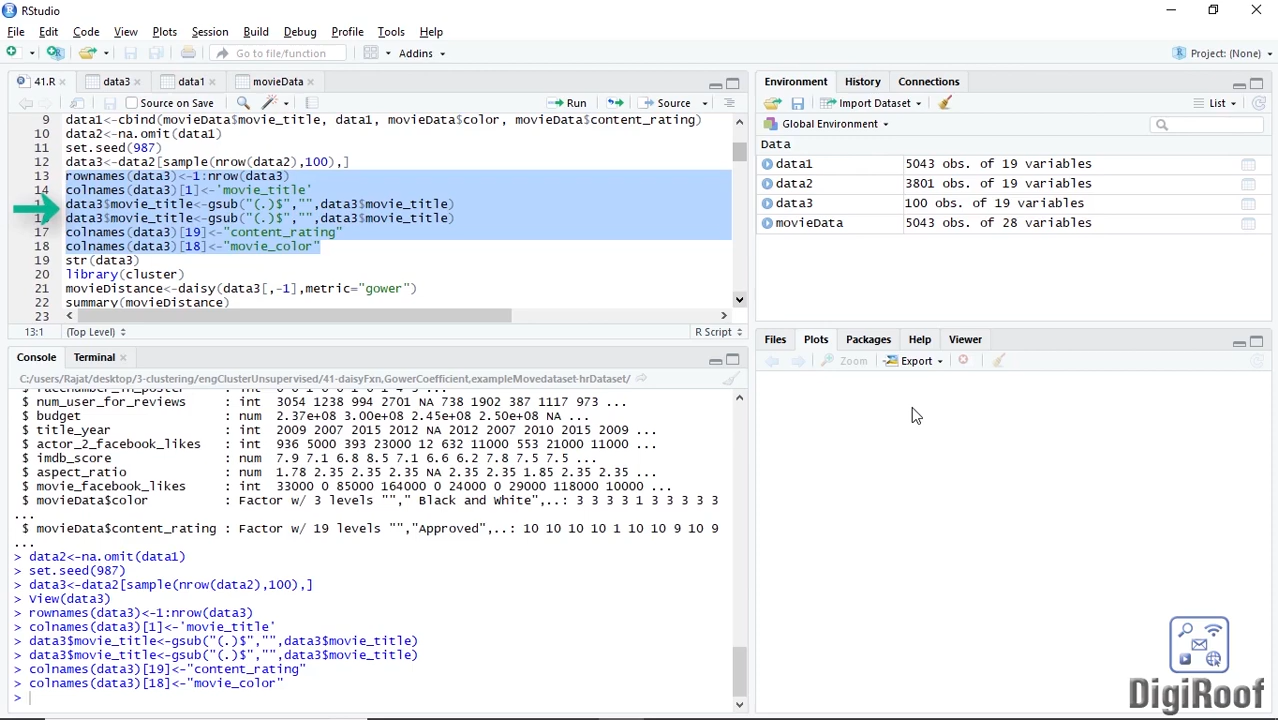 RStudio
File Edit Code View Plots Session Build Debug Profile Tools Help
Go to file/function Addins Project: (None)
41.R data3 data1 movieData
Source on Save Run Source
9 data1<-cbind(movieData$movie_title, data1, movieData$color, movieData$content_rating)
10 data2<-na.omit(data1)
11 set.seed(987)
12 data3<-data2[sample(nrow(data2),100),]
13 rownames(data3)<-1:nrow(data3)
14 colnames(data3)[1]<-'movie_title'
data3$movie_title<-gsub("(.)$","",data3$movie_title)
data3$movie_title<-gsub("(.)$","",data3$movie_title)
17 colnames(data3)[19]<-"content_rating"
18 colnames(data3)[18]<-"movie_color"
19 str(data3)
20 library(cluster)
21 movieDistance<-daisy(data3[,-1],metric="gower")
22 summary(movieDistance)
23
13:1 (Top Level) R Script
Console Terminal
C:/users/Rajat/desktop/3-clustering/engClusterUnsupervised/41-daisyFxn,GowerCoefficient,exampleMovedataset-hrDataset/
$ num_user_for_reviews : int 3054 1238 994 2701 NA 738 1902 387 1117 973 ...
$ budget : num 2.37e+08 3.00e+08 2.45e+08 2.50e+08 NA ...
$ title_year : int 2009 2007 2015 2012 NA 2012 2007 2010 2015 2009 ...
$ actor_2_facebook_likes : int 936 5000 393 23000 12 632 11000 553 21000 11000 ...
$ imdb_score : num 7.9 7.1 6.8 8.5 7.1 6.6 6.2 7.8 7.5 7.5 ...
$ aspect_ratio : num 1.78 2.35 2.35 2.35 NA 2.35 2.35 1.85 2.35 2.35 ...
$ movie_facebook_likes : int 33000 0 85000 164000 0 24000 0 29000 118000 10000 ...
$ movieData$color : Factor w/ 3 levels ""," Black and White",..: 3 3 3 3 1 3 3 3 3 3
...
$ movieData$content_rating : Factor w/ 19 levels "","Approved",..: 10 10 10 10 1 10 10 9 10 9
...
> data2<-na.omit(data1)
> set.seed(987)
> data3<-data2[sample(nrow(data2),100),]
> View(data3)
> rownames(data3)<-1:nrow(data3)
> colnames(data3)[1]<-'movie_title'
> data3$movie_title<-gsub("(.)$","",data3$movie_title)
> data3$movie_title<-gsub("(.)$","",data3$movie_title)
> colnames(data3)[19]<-"content_rating"
> colnames(data3)[18]<-"movie_color"
>
Environment History Connections
Import Dataset List
Global Environment
Data
data1 5043 obs. of 19 variables
data2 3801 obs. of 19 variables
data3 100 obs. of 19 variables
movieData 5043 obs. of 28 variables
Files Plots Packages Help Viewer
Zoom Export
DigiRoof